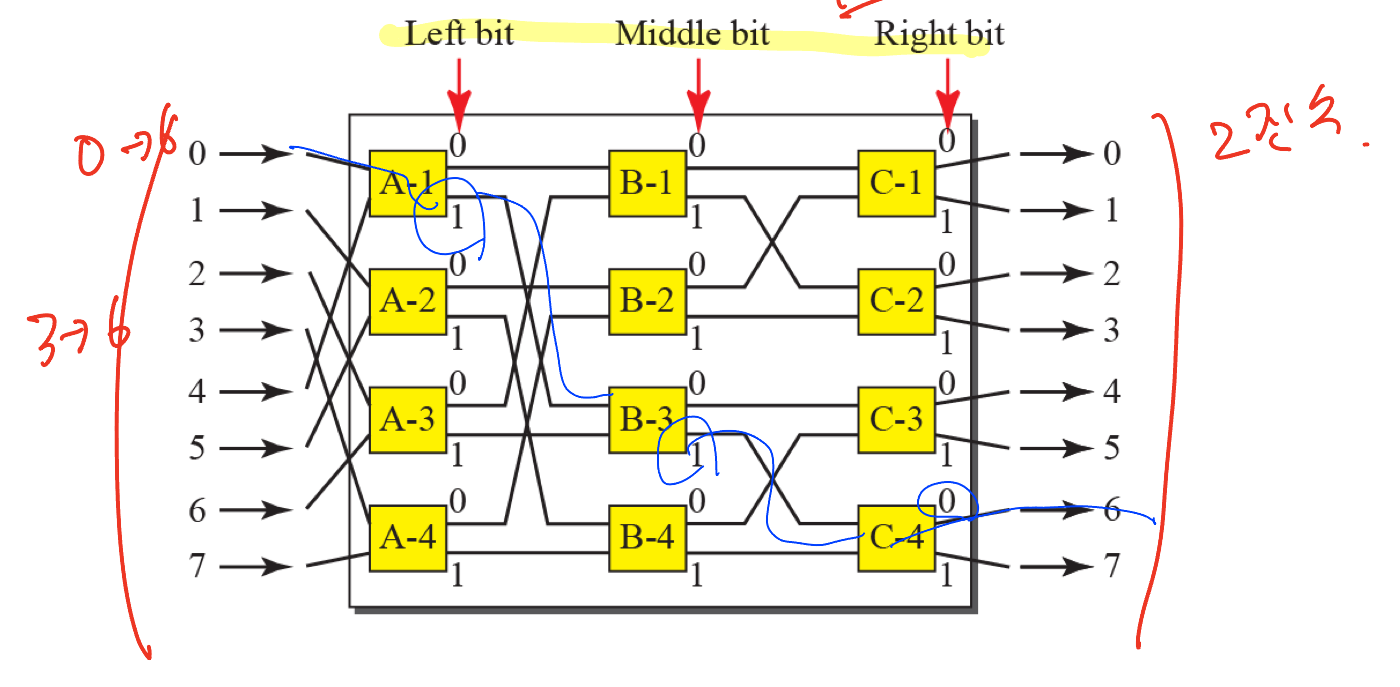 Left bit Middle bit Right bit
0→6
2진수.
3→6
0 A-1 0 B-1 0 C-1 0 0
1 1 1 1 1
2 A-2 0 B-2 0 C-2 0 2
3 1 1 1 3
4 A-3 0 B-3 0 C-3 0 4
5 1 1 1 5
6 A-4 0 B-4 0 C-4 0 6
7 1 1 1 7